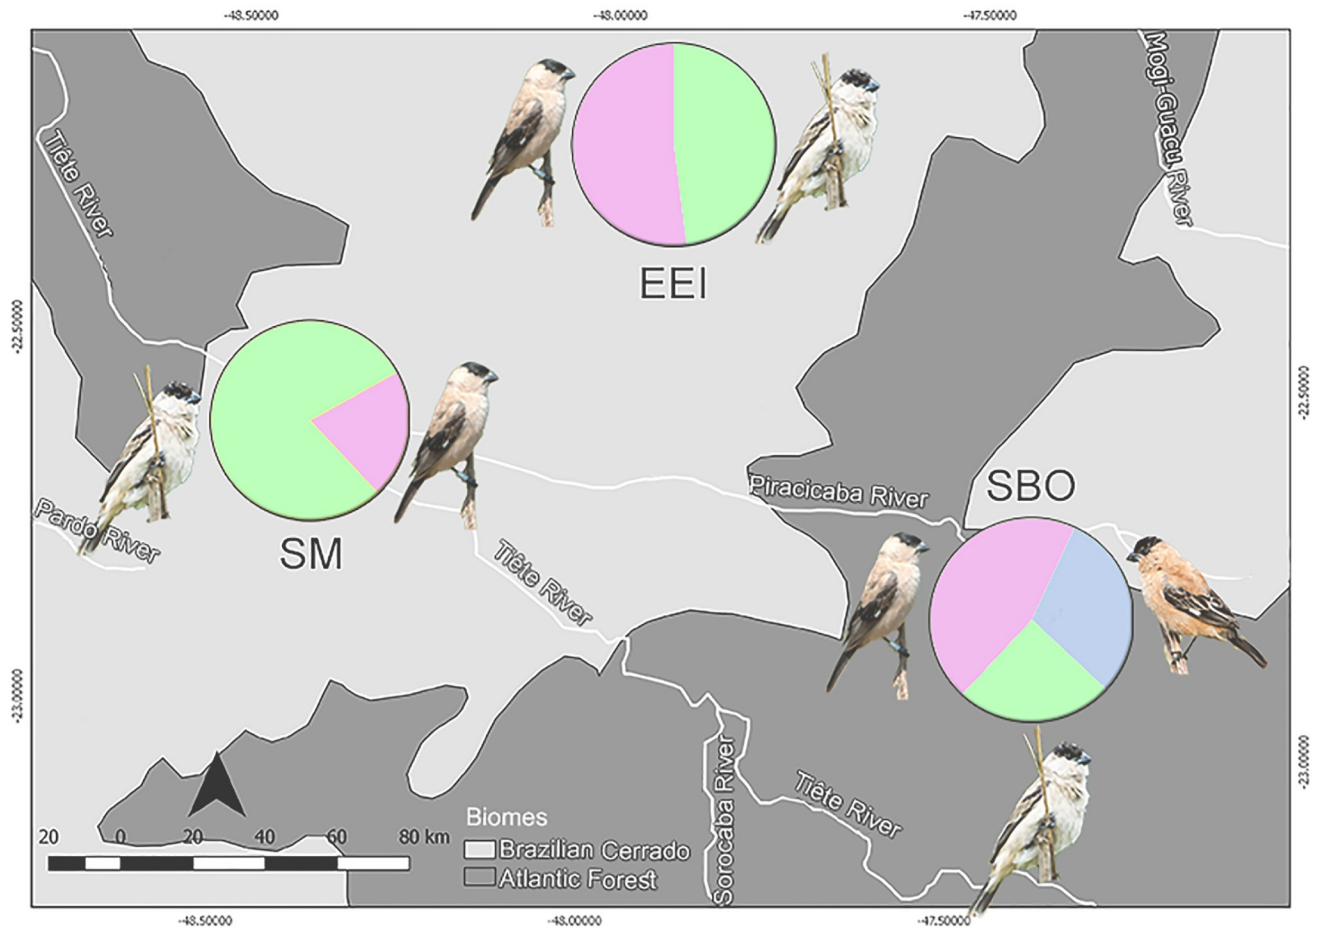 -48.50000
-48.00000
-47.50000
Mogi-Guacu River
Tiête River
EEI
-22.50000
-22.50000
SBO
Piracicaba River
Pardo River
SM
Tiête River
-23.00000
-23.00000
Sorocaba River
Tiête River
20 0 20 40 60 80 km
Biomes
Brazilian Cerrado
Atlantic Forest
-48.50000
-48.00000
-47.50000